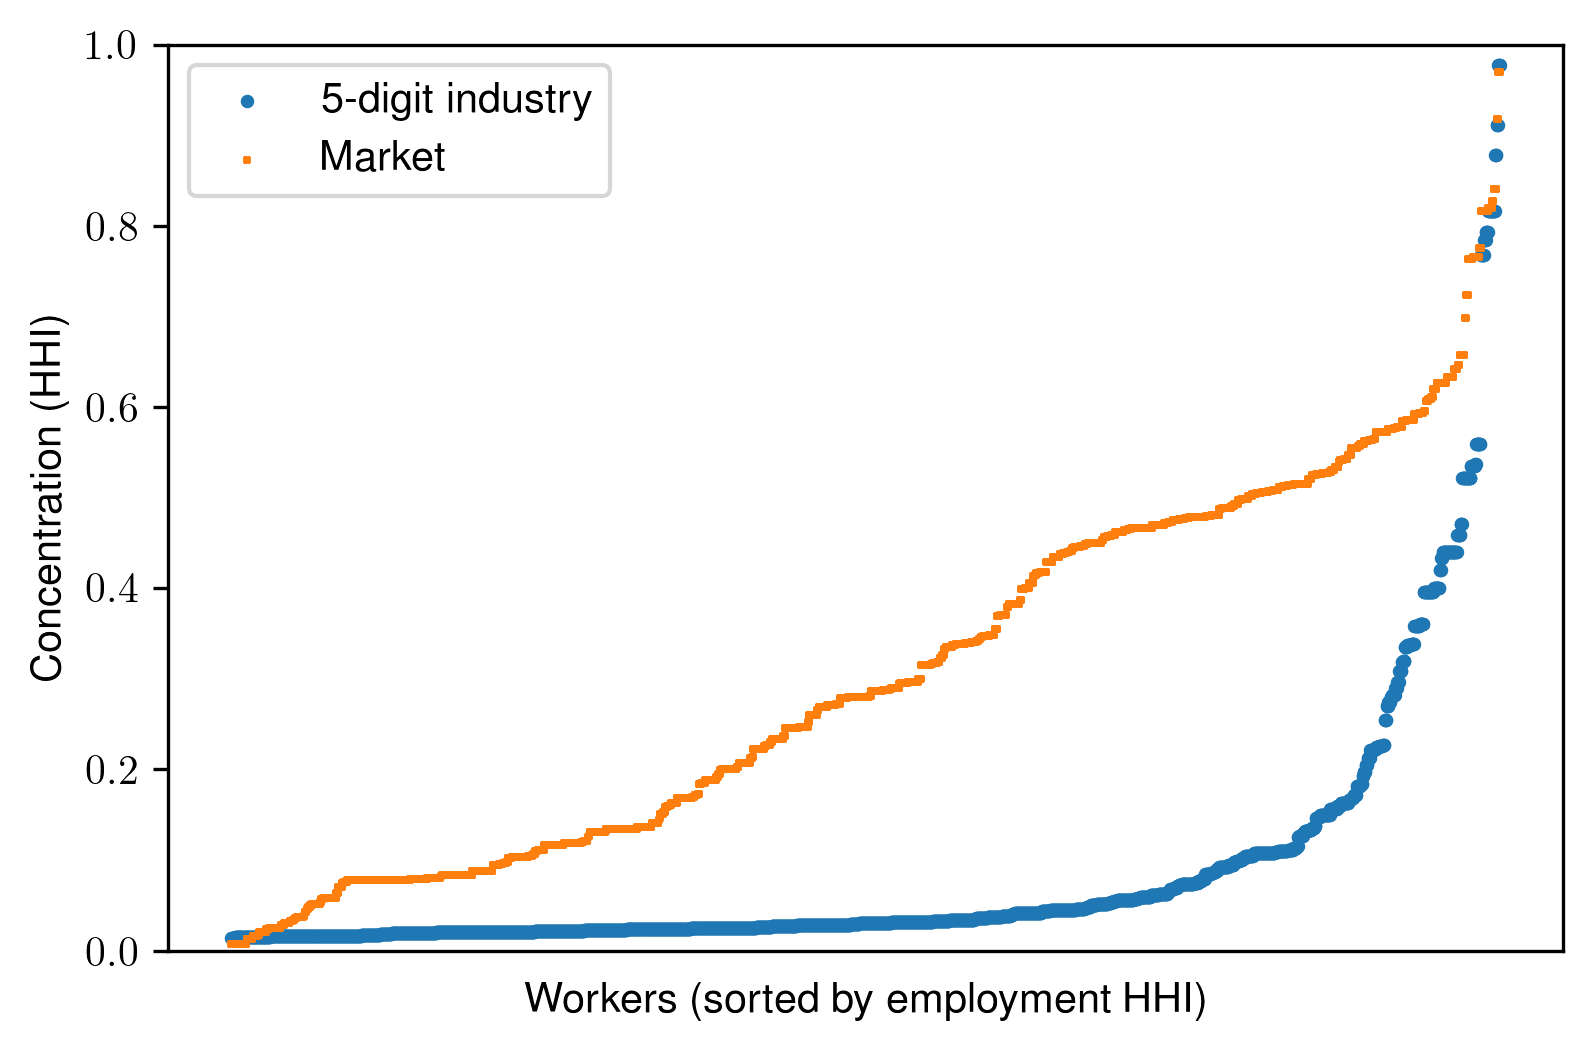 1.0
5-digit industry
Market
0.8
0.6
0.4
0.2
0.0
Concentration (HHI)
Workers (sorted by employment HHI)